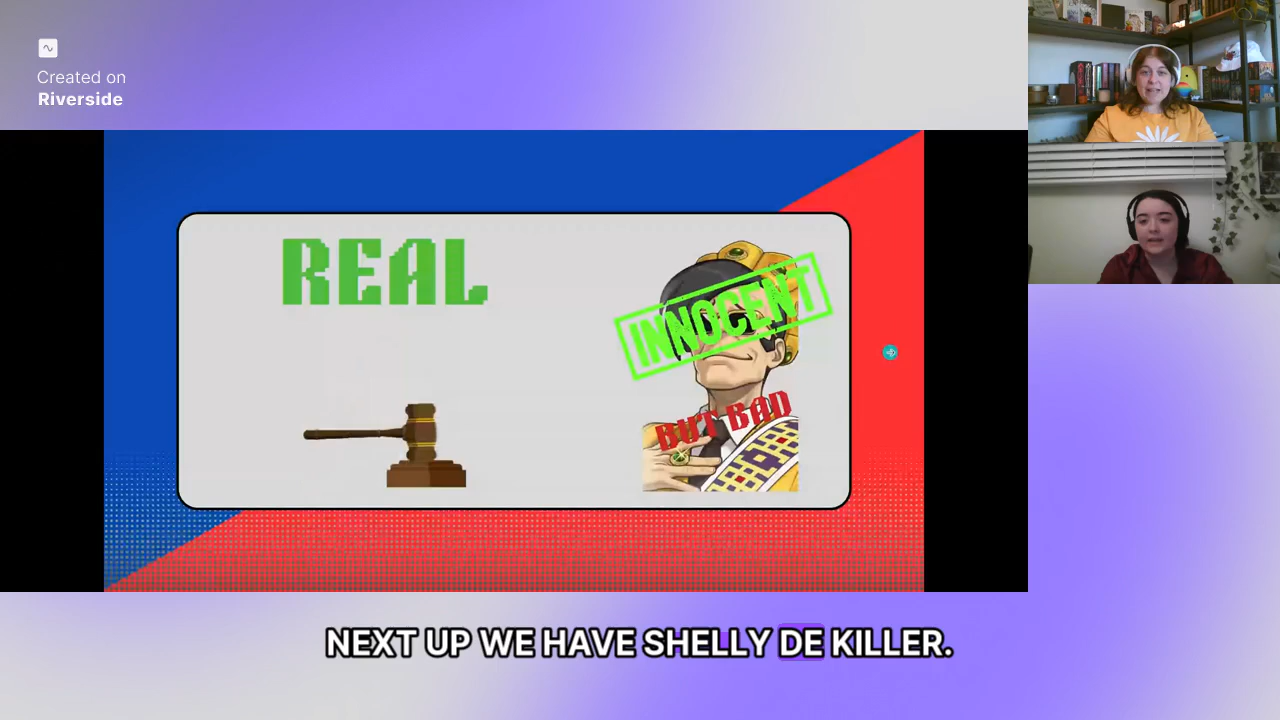 Created on
Riverside
REAL
INNOCENT
BUT BAD
NEXT UP WE HAVE SHELLY DE KILLER.